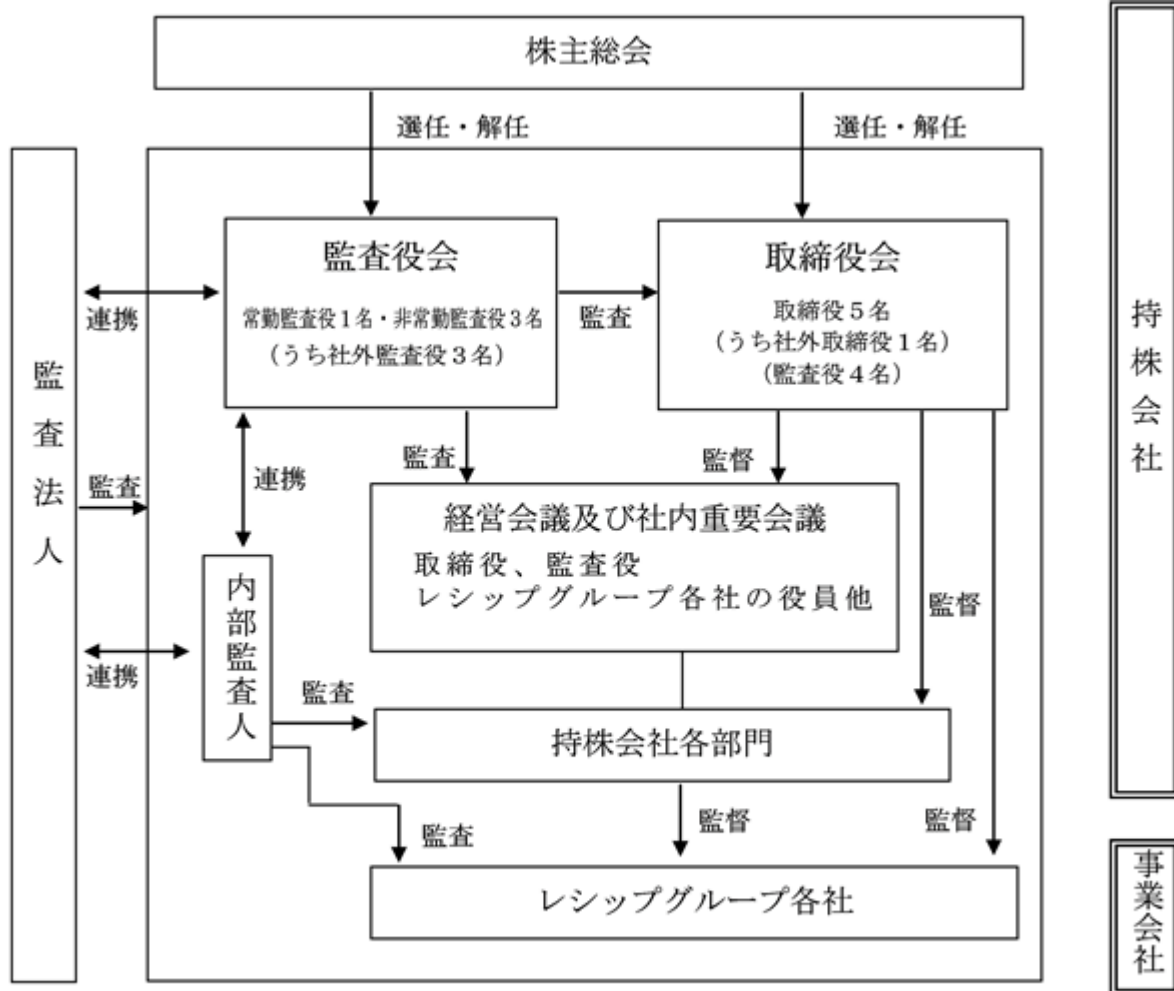 株主総会
選任・解任
選任・解任
監査役会
常勤監査役1名・非常勤監査役3名
(うち社外監査役3名)
取締役会
取締役5名
(うち社外取締役1名)
(監査役4名)
連携
監査
監査法人
監査
連携
監査
連携
監督
経営会議及び社内重要会議
取締役、監査役
レシップグループ各社の役員他
監督
内部監査人
監査
持株会社各部門
監査
監督
監督
レシップグループ各社
持株会社
事業会社